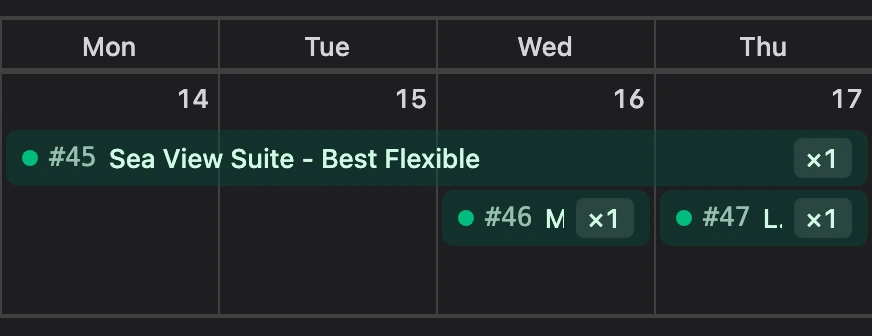 Mon Tue Wed Thu
14 15 16 17
#45 Sea View Suite - Best Flexible ×1
#46 M ×1 #47 L. ×1